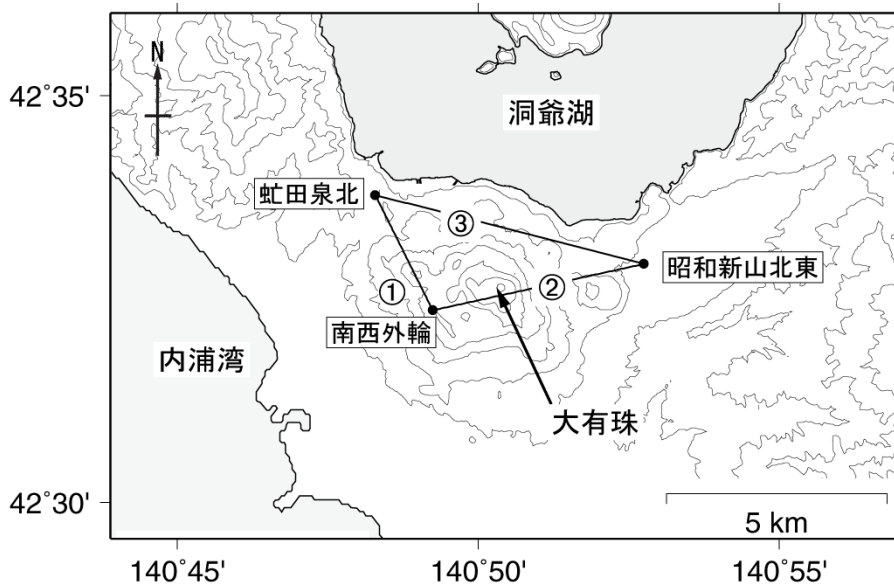 N
42°35'
洞爺湖
虻田泉北
③
昭和新山北東
①
②
南西外輪
内浦湾
大有珠
42°30'
5 km
140°45'
140°50'
140°55'